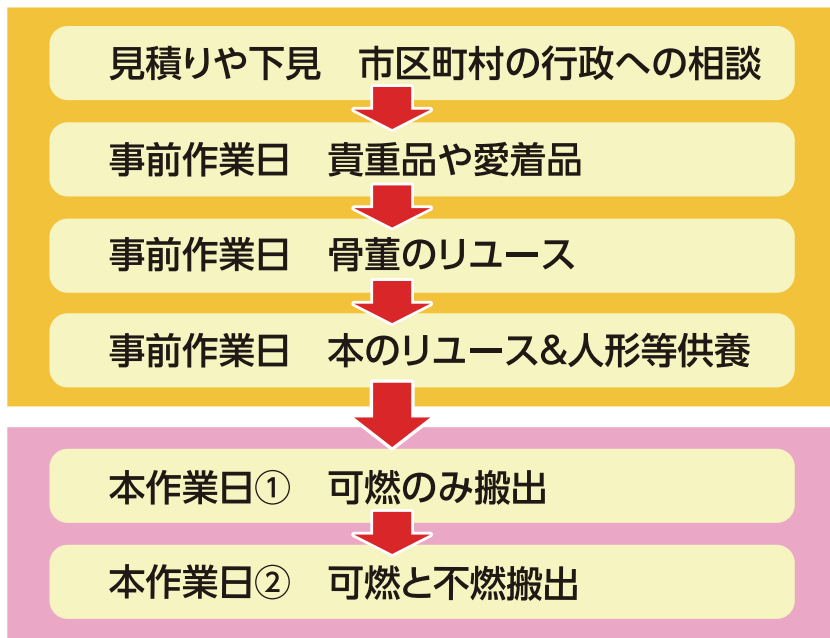 見積りや下見　市区町村の行政への相談
事前作業日　貴重品や愛着品
事前作業日　骨董のリユース
事前作業日　本のリユース&人形等供養
本作業日①　可燃のみ搬出
本作業日②　可燃と不燃搬出